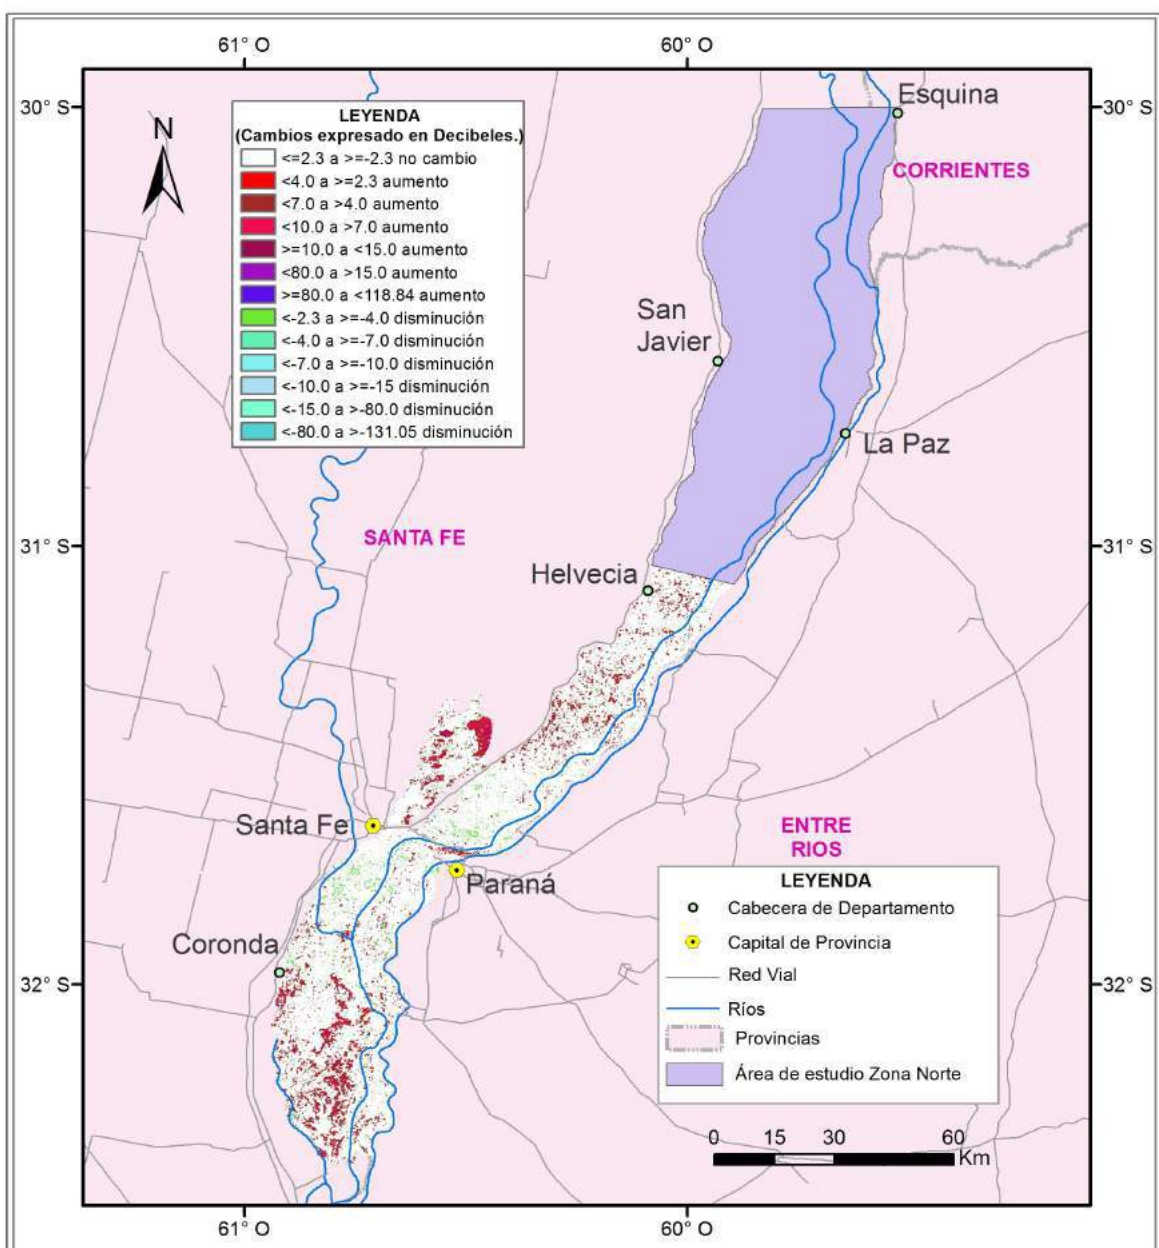 61° O
60° O
30° S
30° S
Esquina
N
LEYENDA
(Cambios expresado en Decibeles.)
<=2.3 a >=-2.3 no cambio
<4.0 a >=2.3 aumento
<7.0 a >4.0 aumento
<10.0 a >7.0 aumento
>=10.0 a <15.0 aumento
<80.0 a >15.0 aumento
>=80.0 a <118.84 aumento
<-2.3 a >=-4.0 disminución
<-4.0 a >=-7.0 disminución
<-7.0 a >=-10.0 disminución
<-10.0 a >=-15 disminución
<-15.0 a >-80.0 disminución
<-80.0 a >-131.05 disminución
CORRIENTES
San
Javier
La Paz
SANTA FE
31° S
31° S
Helvecia
Santa Fe
Paraná
ENTRE
RIOS
Coronda
32° S
32° S
LEYENDA
Cabecera de Departamento
Capital de Provincia
Red Vial
Ríos
Provincias
Área de estudio Zona Norte
0 15 30 60
Km
61° O
60° O